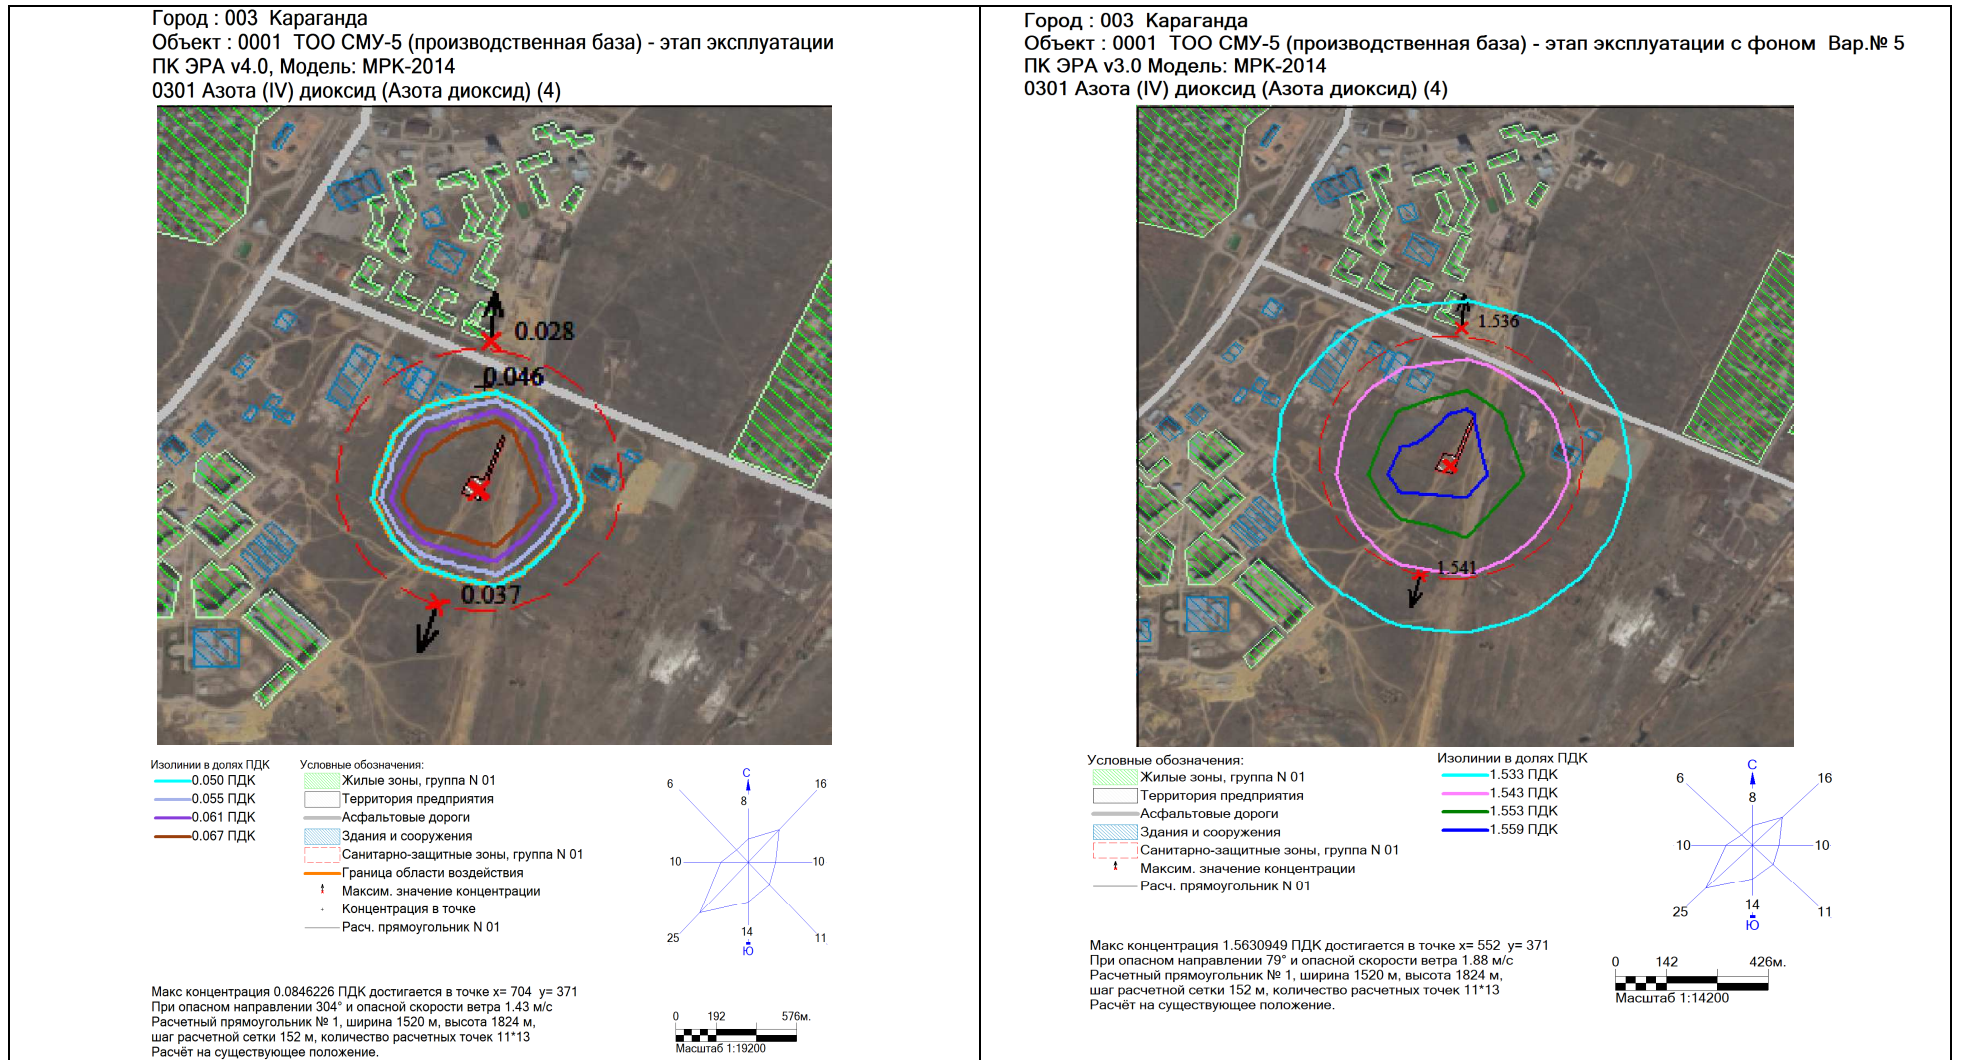 Город : 003 Караганда
Объект : 0001 ТОО СМУ-5 (производственная база) - этап эксплуатации
ПК ЭРА v4.0, Модель: МРК-2014
0301 Азота (IV) диоксид (Азота диоксид) (4)
0.028
0.046
0.037
Изолинии в долях ПДК
0.050 ПДК
0.055 ПДК
0.061 ПДК
0.067 ПДК
Условные обозначения:
Жилые зоны, группа N 01
Территория предприятия
Асфальтовые дороги
Здания и сооружения
Санитарно-защитные зоны, группа N 01
Граница области воздействия
Максим. значение концентрации
Концентрация в точке
Расч. прямоугольник N 01
С
6
8
16
10
10
25
14
11
Ю
Макс концентрация 0.0846226 ПДК достигается в точке x= 704 y= 371
При опасном направлении 304° и опасной скорости ветра 1.43 м/с
Расчетный прямоугольник № 1, ширина 1520 м, высота 1824 м,
шаг расчетной сетки 152 м, количество расчетных точек 11*13
Расчёт на существующее положение.
0 192 576м.
Масштаб 1:19200
Город : 003 Караганда
Объект : 0001 ТОО СМУ-5 (производственная база) - этап эксплуатации с фоном Вар.№ 5
ПК ЭРА v3.0 Модель: МРК-2014
0301 Азота (IV) диоксид (Азота диоксид) (4)
1.536
1.541
Условные обозначения:
Жилые зоны, группа N 01
Территория предприятия
Асфальтовые дороги
Здания и сооружения
Санитарно-защитные зоны, группа N 01
Максим. значение концентрации
Расч. прямоугольник N 01
Изолинии в долях ПДК
1.533 ПДК
1.543 ПДК
1.553 ПДК
1.559 ПДК
С
6
8
16
10
10
25
14
11
Ю
Макс концентрация 1.5630949 ПДК достигается в точке x= 552 y= 371
При опасном направлении 79° и опасной скорости ветра 1.88 м/с
Расчетный прямоугольник № 1, ширина 1520 м, высота 1824 м,
шаг расчетной сетки 152 м, количество расчетных точек 11*13
Расчёт на существующее положение.
0 142 426м.
Масштаб 1:14200